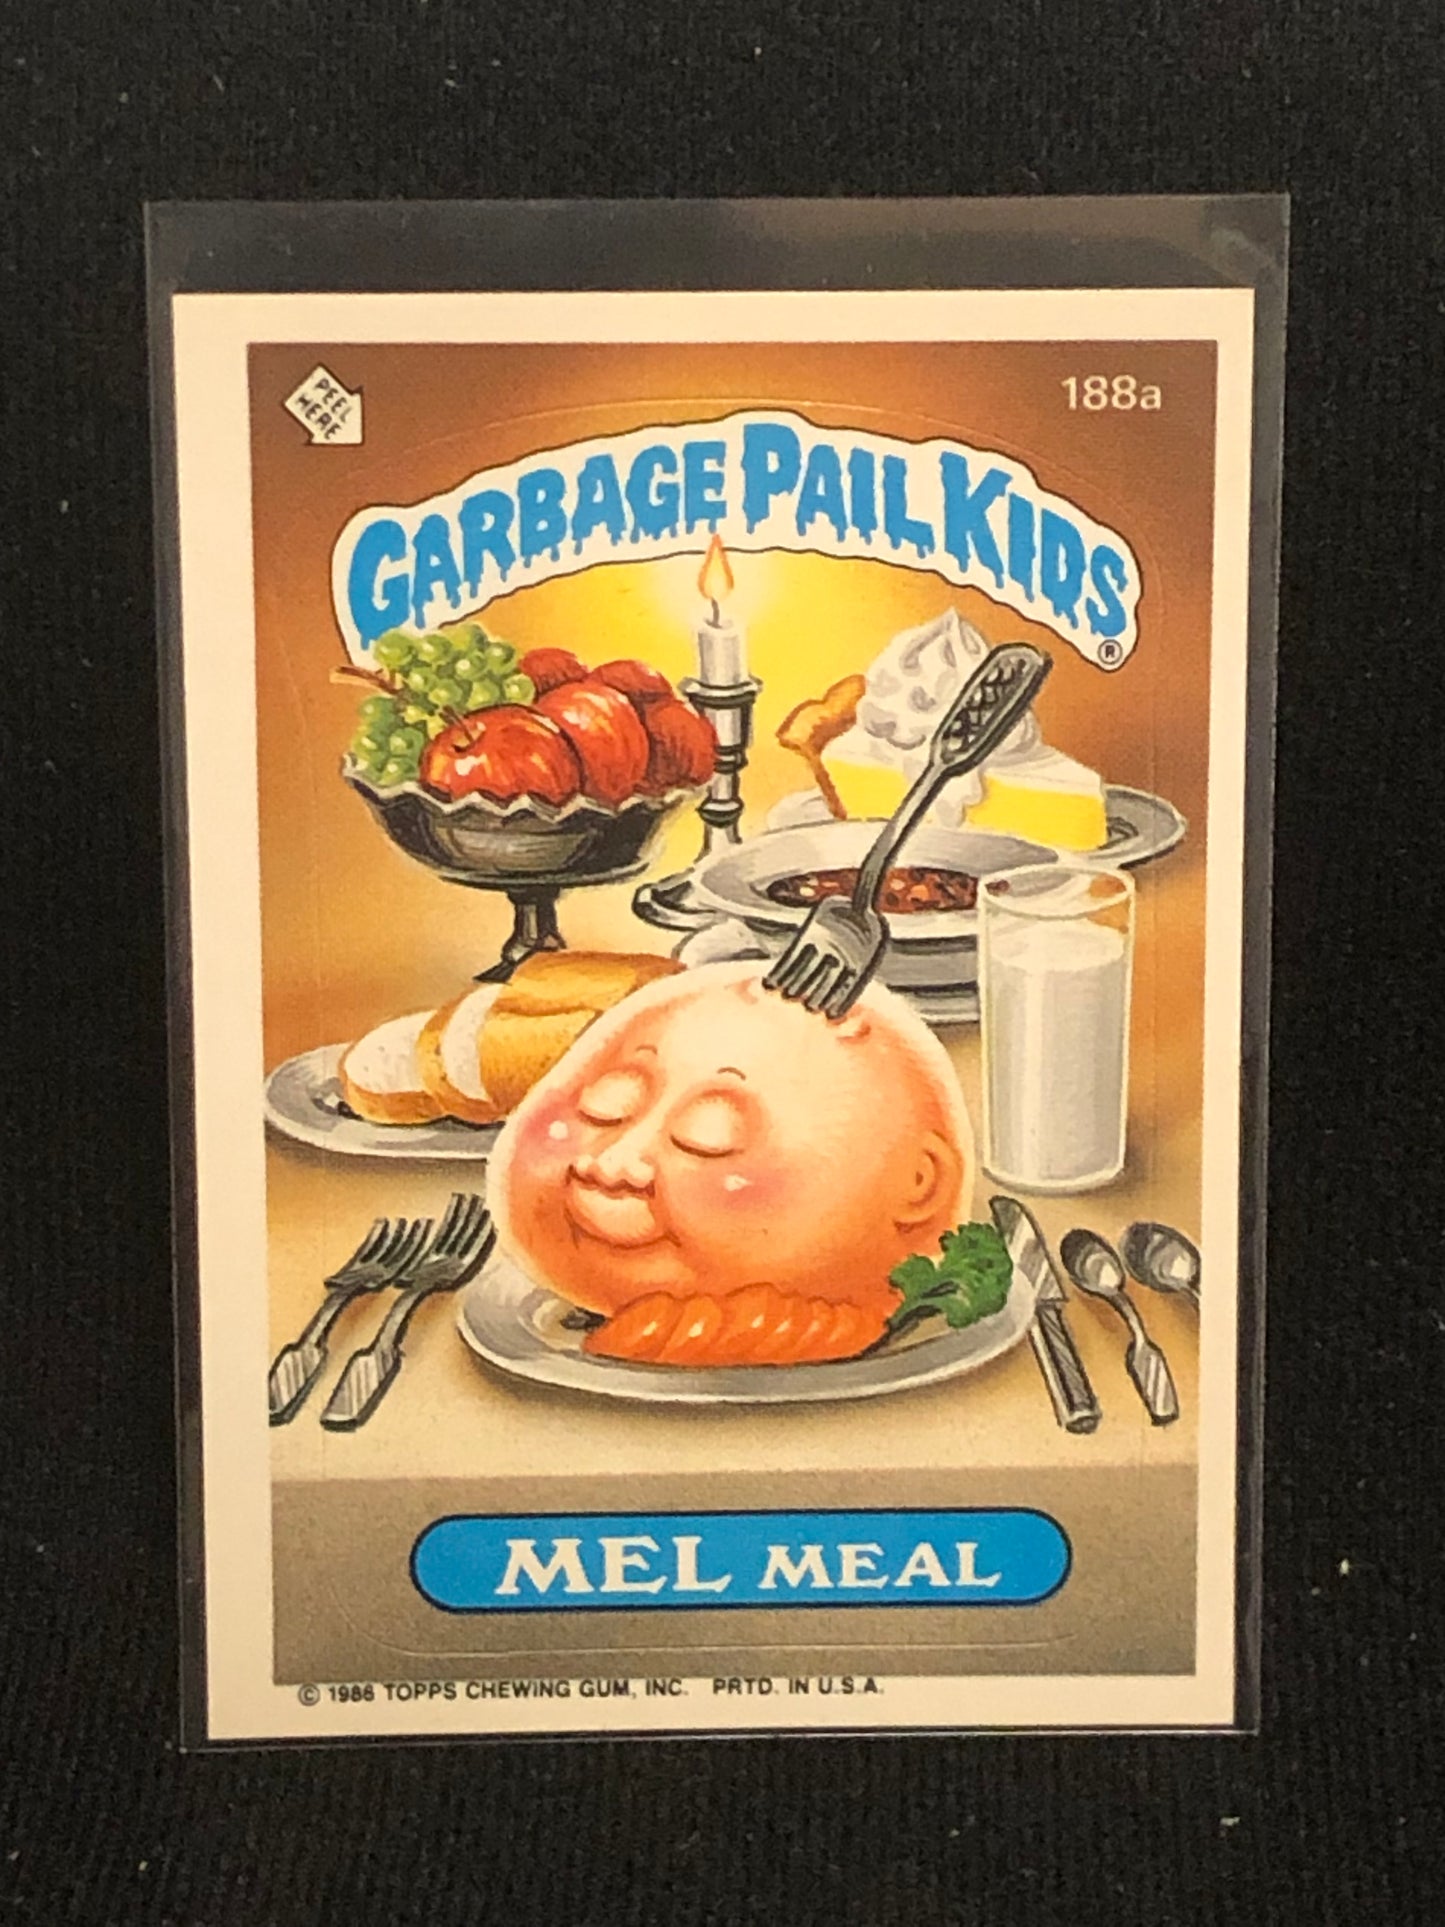 PEEL
HERE
188a
GARBAGE PAIL KIDS
®
MEL MEAL
© 1986 TOPPS CHEWING GUM, INC. PRTD. IN U.S.A.